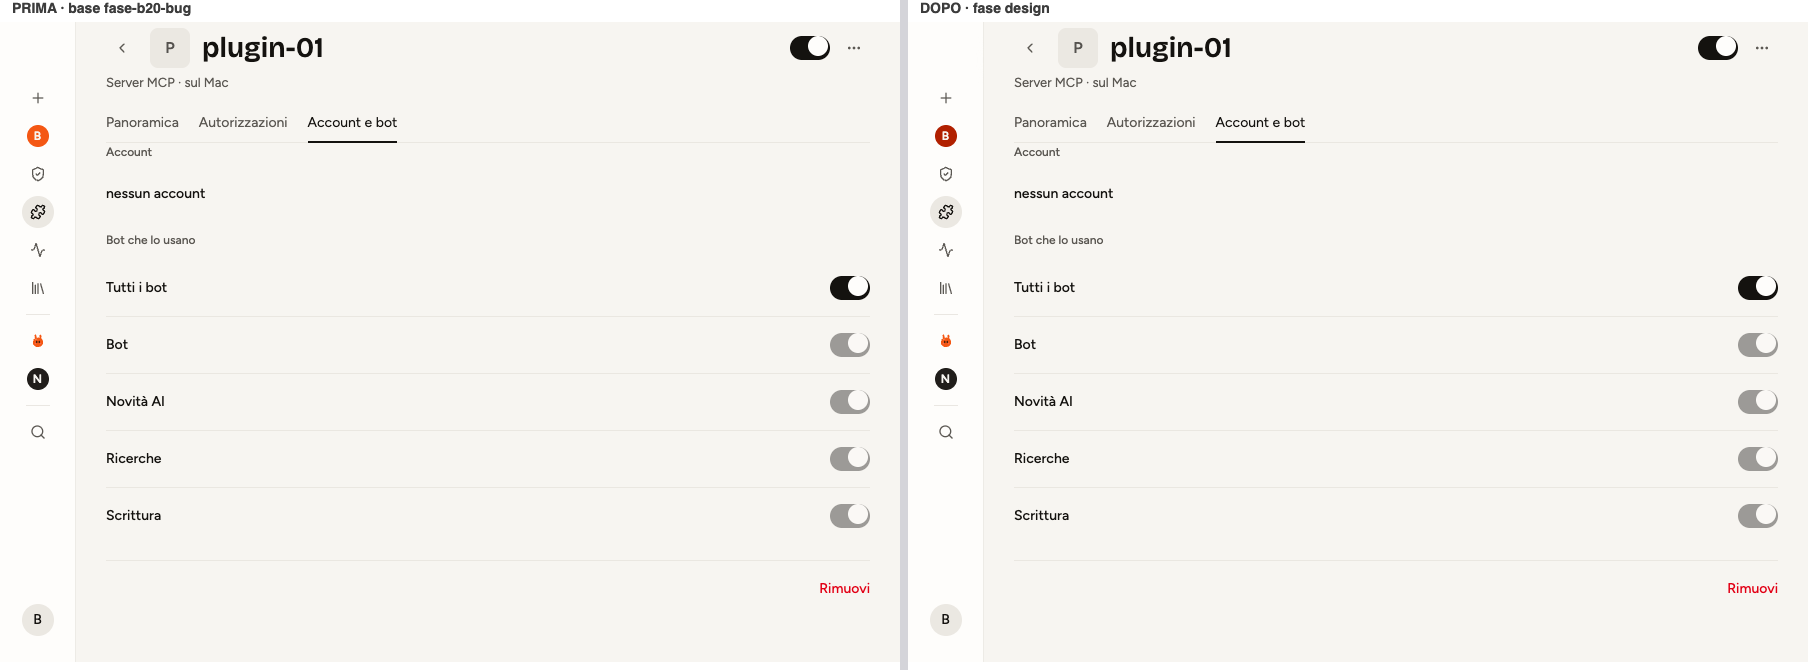 PRIMA · base fase-b20-bug
P plugin-01
Server MCP · sul Mac
Panoramica Autorizzazioni Account e bot
Account
nessun account
Bot che lo usano
Tutti i bot
Bot
Novità AI
Ricerche
Scrittura
Rimuovi
B
N
B
DOPO · fase design
P plugin-01
Server MCP · sul Mac
Panoramica Autorizzazioni Account e bot
Account
nessun account
Bot che lo usano
Tutti i bot
Bot
Novità AI
Ricerche
Scrittura
Rimuovi
B
N
B